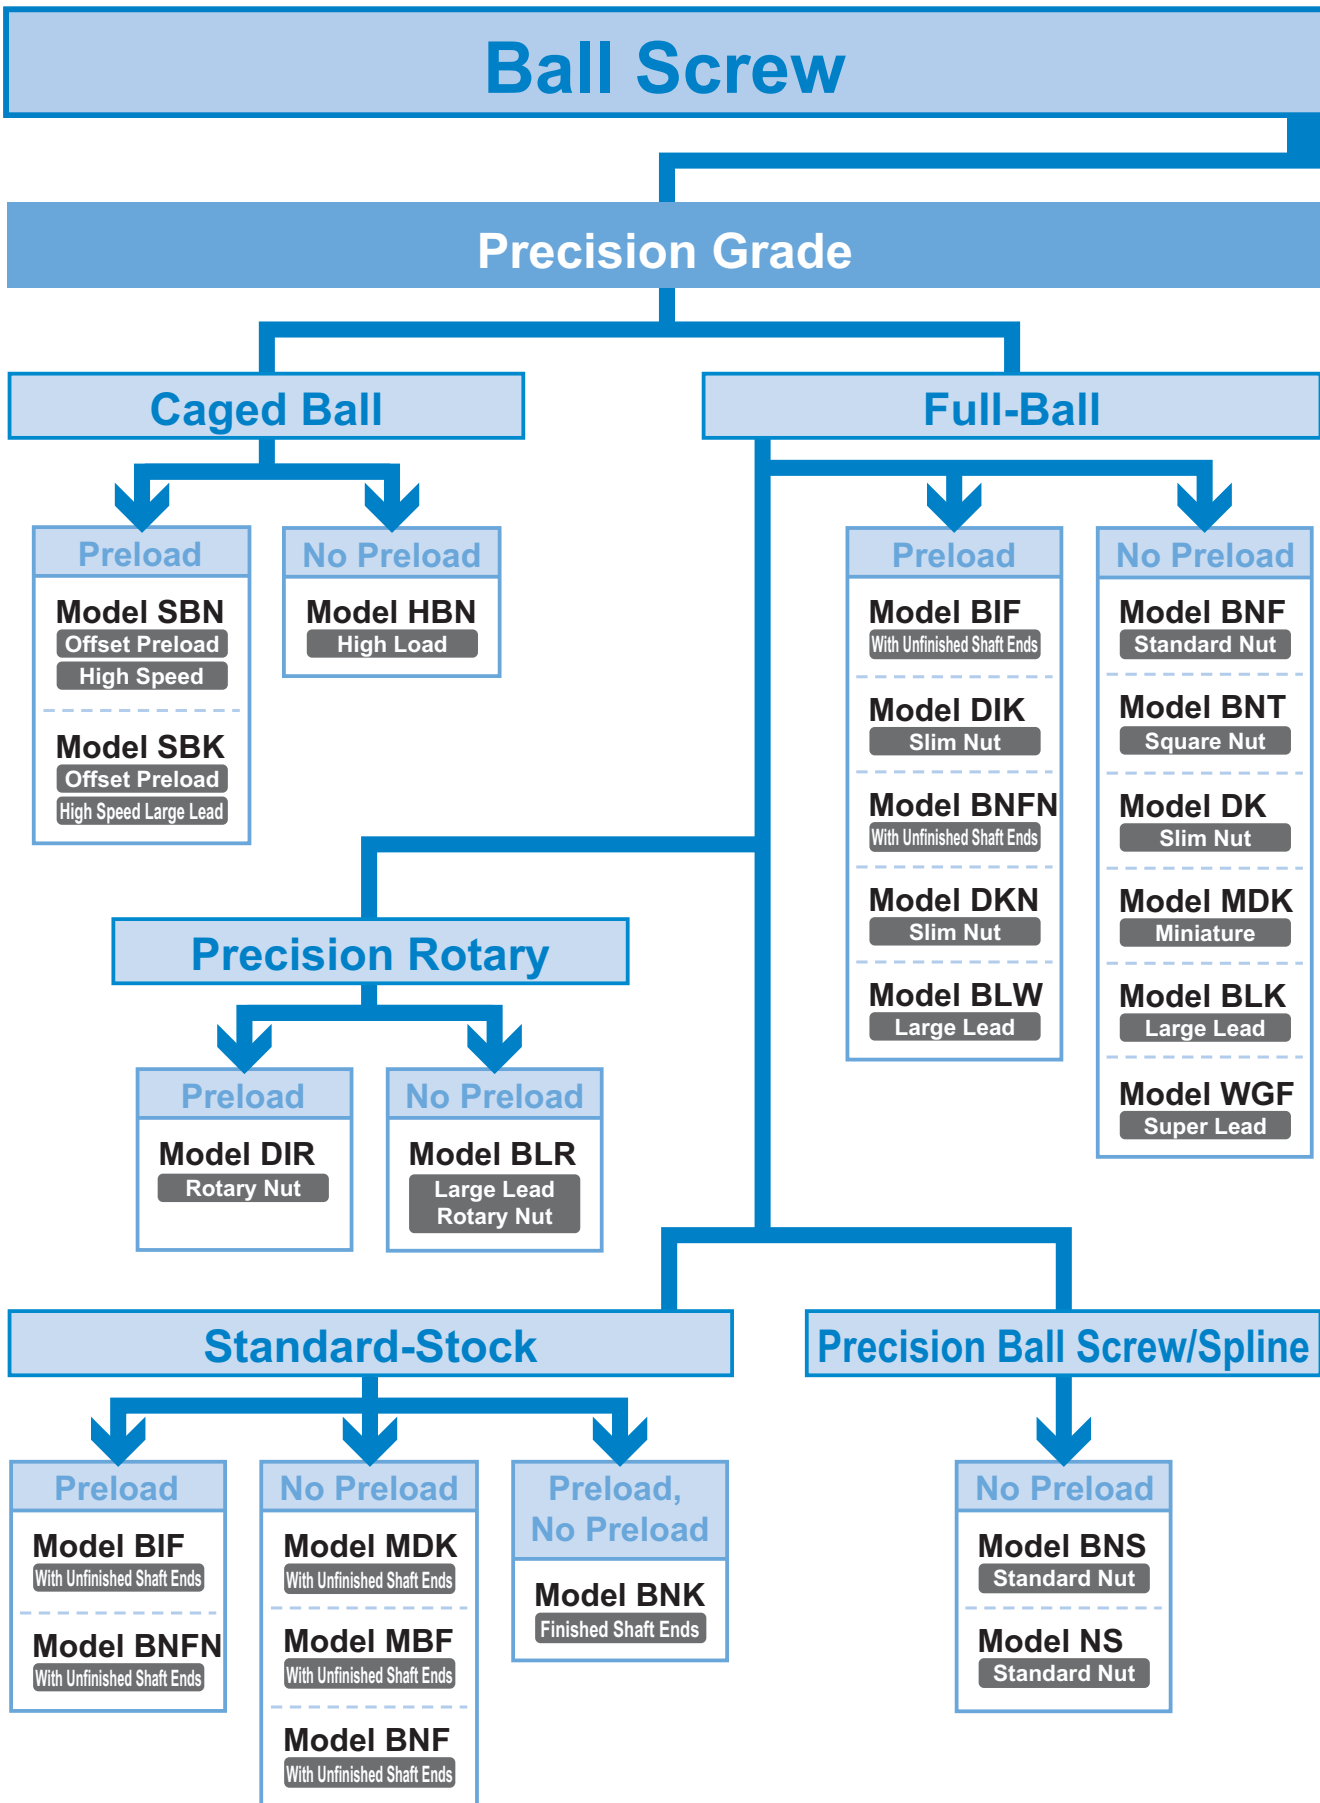 Ball Screw
Precision Grade
Caged Ball
Full-Ball
Preload
Model SBN
Offset Preload
High Speed
Model SBK
Offset Preload
High Speed Large Lead
No Preload
Model HBN
High Load
Preload
Model BIF
With Unfinished Shaft Ends
Model DIK
Slim Nut
Model BNFN
With Unfinished Shaft Ends
Model DKN
Slim Nut
Model BLW
Large Lead
No Preload
Model BNF
Standard Nut
Model BNT
Square Nut
Model DK
Slim Nut
Model MDK
Miniature
Model BLK
Large Lead
Model WGF
Super Lead
Precision Rotary
Preload
Model DIR
Rotary Nut
No Preload
Model BLR
Large Lead
Rotary Nut
Standard-Stock
Preload
Model BIF
With Unfinished Shaft Ends
Model BNFN
With Unfinished Shaft Ends
No Preload
Model MDK
With Unfinished Shaft Ends
Model MBF
With Unfinished Shaft Ends
Model BNF
With Unfinished Shaft Ends
Preload,
No Preload
Model BNK
Finished Shaft Ends
Precision Ball Screw/Spline
No Preload
Model BNS
Standard Nut
Model NS
Standard Nut